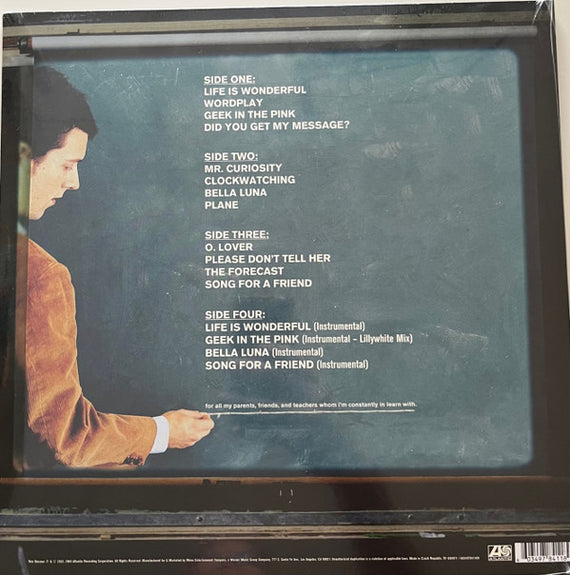 SIDE ONE:
LIFE IS WONDERFUL
WORDPLAY
GEEK IN THE PINK
DID YOU GET MY MESSAGE?
SIDE TWO:
MR. CURIOSITY
CLOCKWATCHING
BELLA LUNA
PLANE
SIDE THREE:
O. LOVER
PLEASE DON'T TELL HER
THE FORECAST
SONG FOR A FRIEND
SIDE FOUR:
LIFE IS WONDERFUL (Instrumental)
GEEK IN THE PINK (Instrumental – Lillywhite Mix)
BELLA LUNA (Instrumental)
SONG FOR A FRIEND (Instrumental)
for all my parents, friends, and teachers whom i'm constantly in learn with.
ATLANTIC